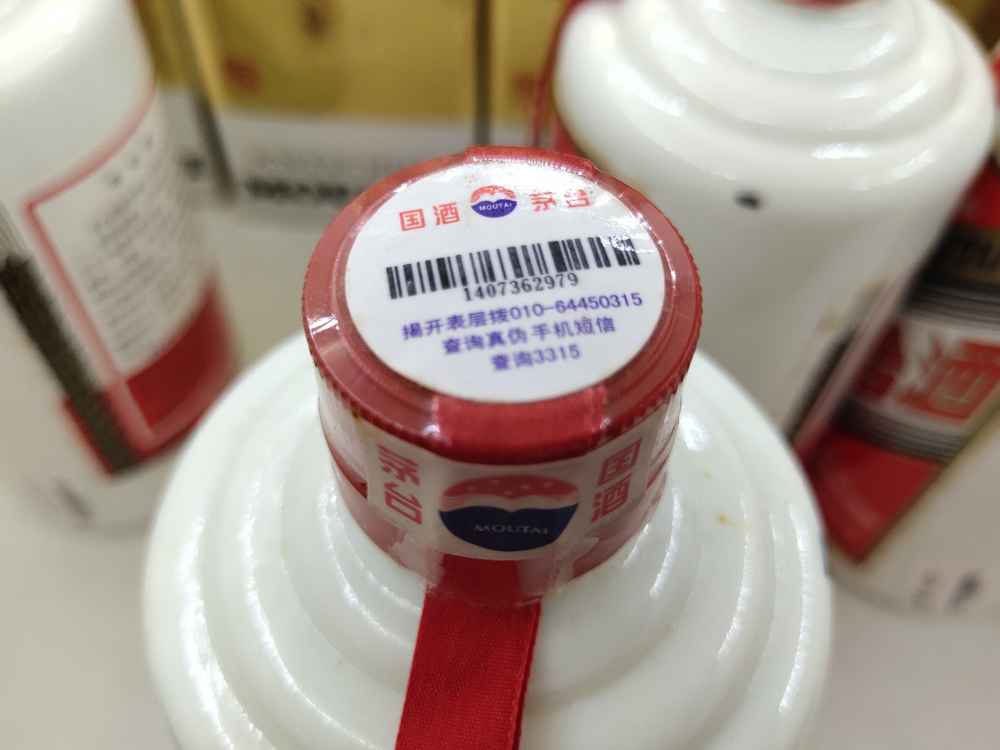 国酒 MOUTAI 茅台
1407362979
揭开表层拨010-64450315
查询真伪手机短信
查询3315
茅台 MOUTAI 国酒